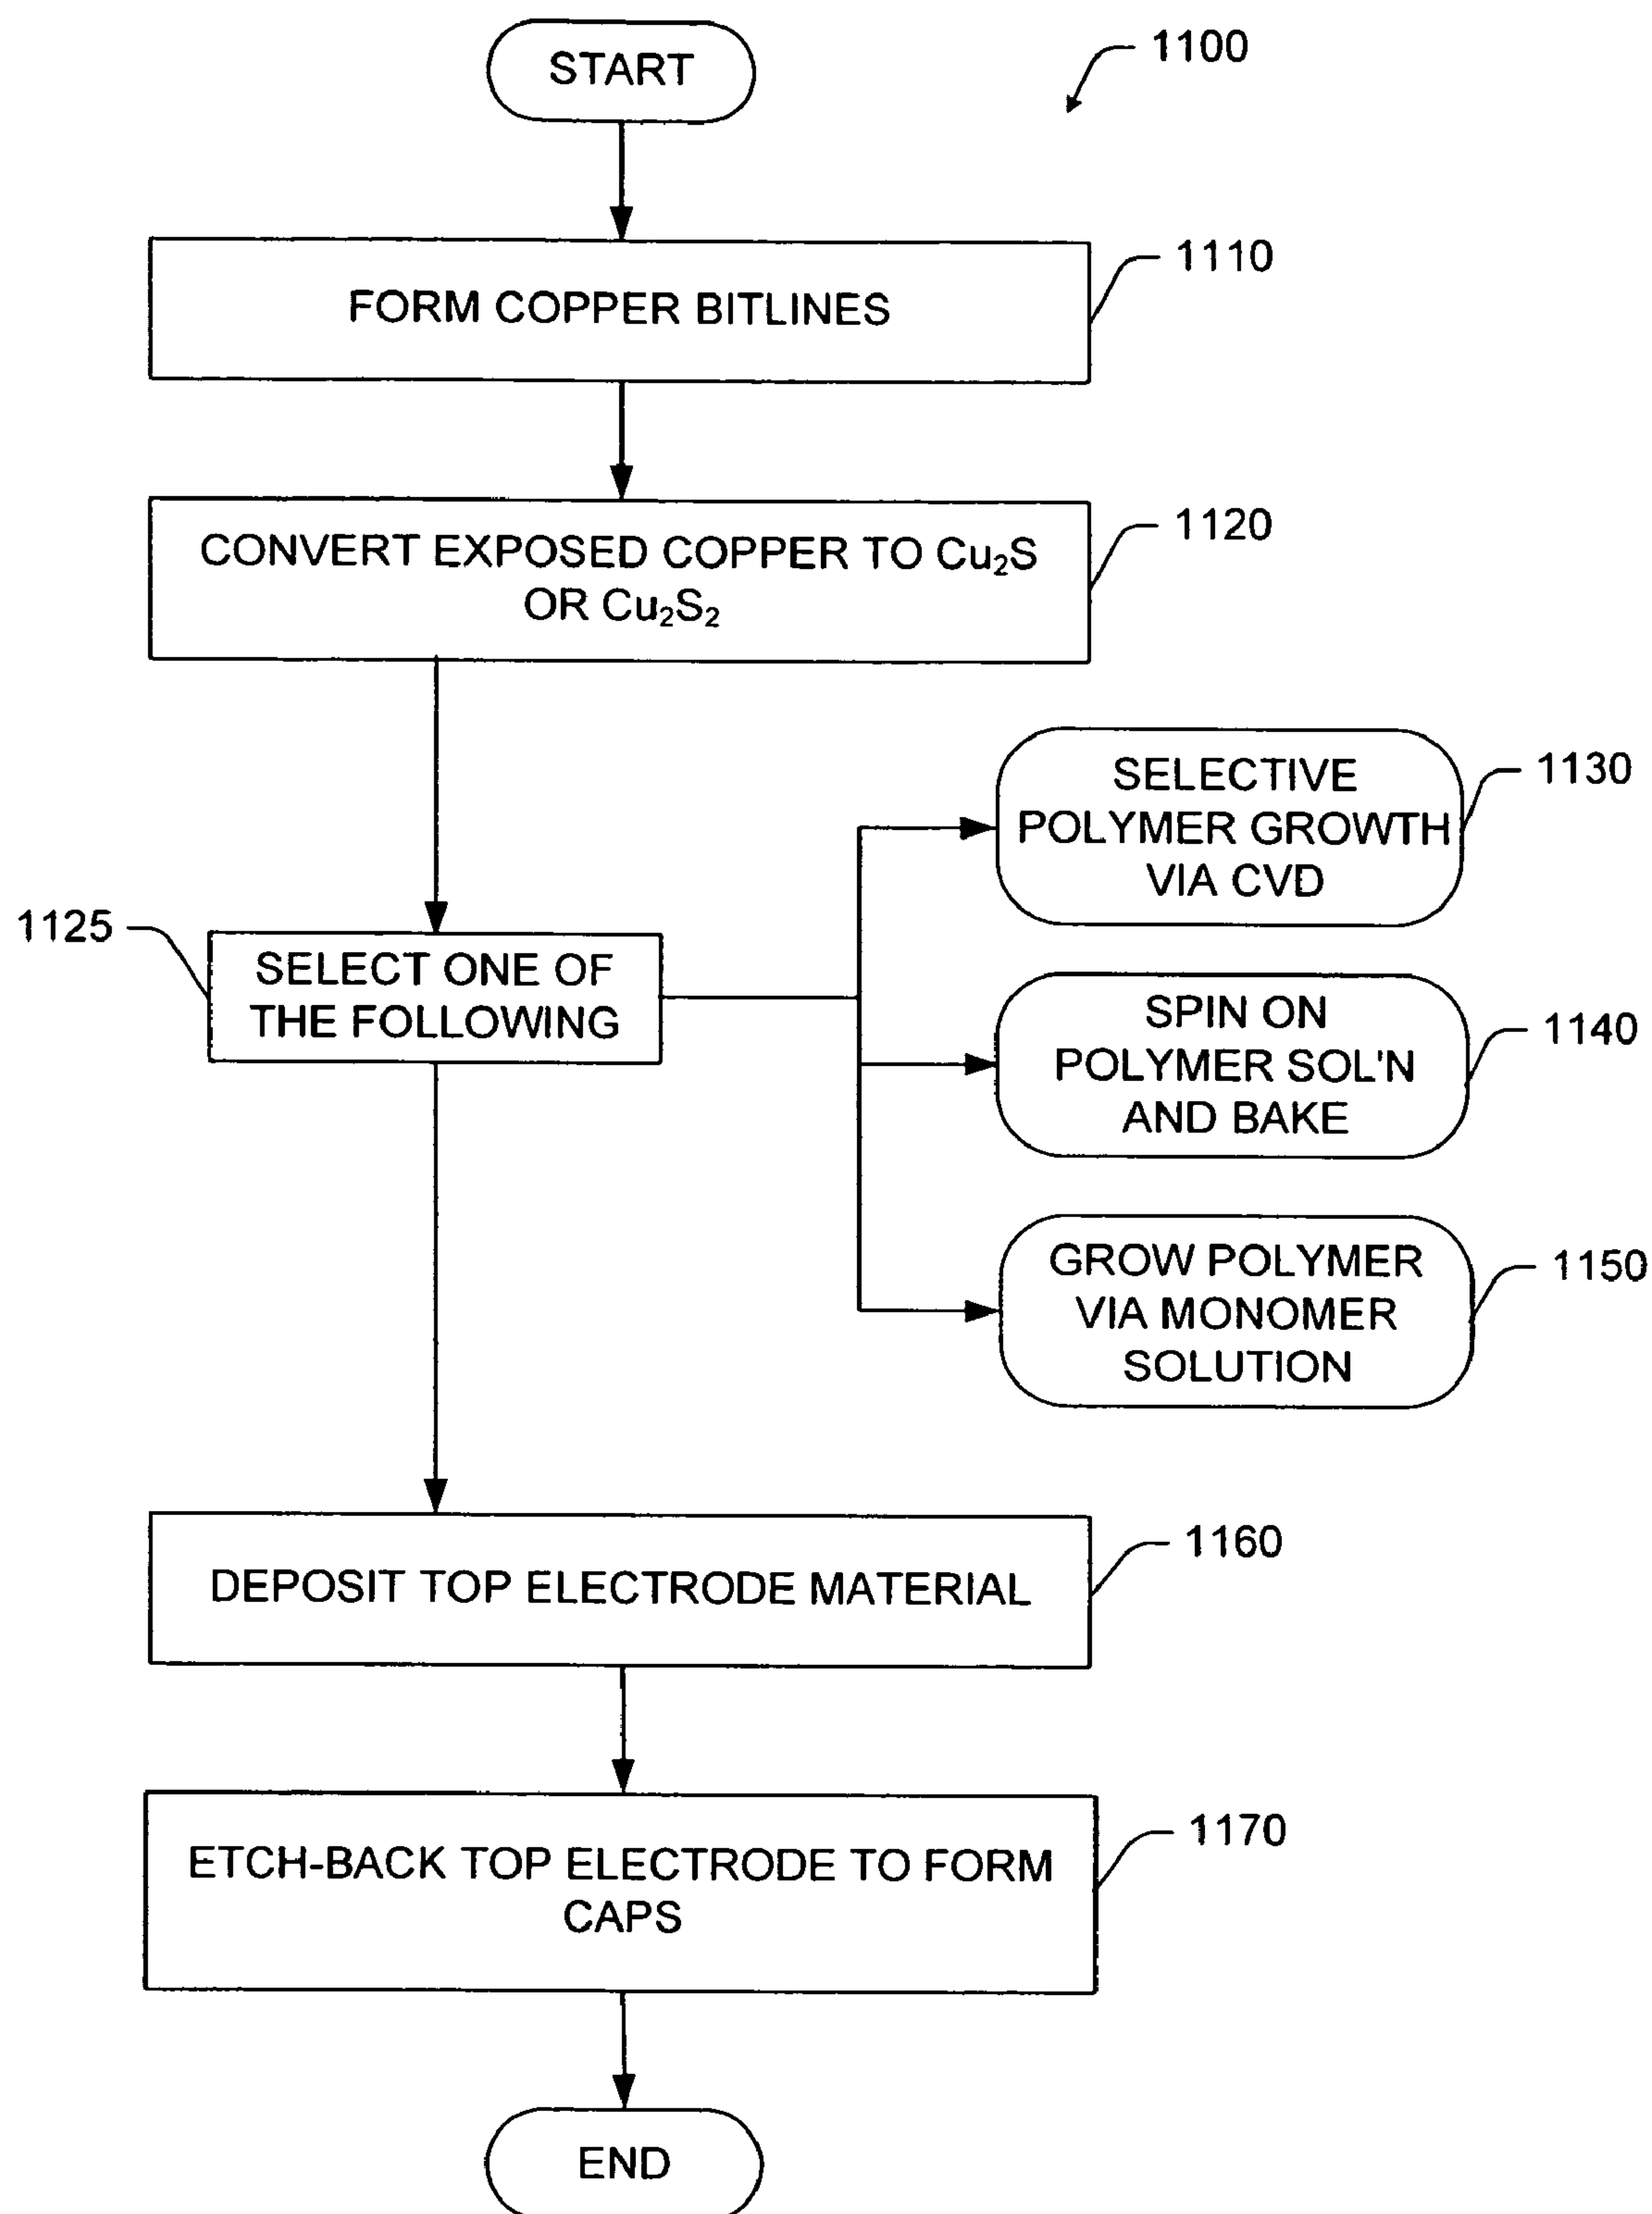 START
1100
FORM COPPER BITLINES
1110
CONVERT EXPOSED COPPER TO Cu₂S
OR Cu₂S₂
1120
1125
SELECT ONE OF
THE FOLLOWING
SELECTIVE
POLYMER GROWTH
VIA CVD
1130
SPIN ON
POLYMER SOL'N
AND BAKE
1140
GROW POLYMER
VIA MONOMER
SOLUTION
1150
DEPOSIT TOP ELECTRODE MATERIAL
1160
ETCH-BACK TOP ELECTRODE TO FORM
CAPS
1170
END